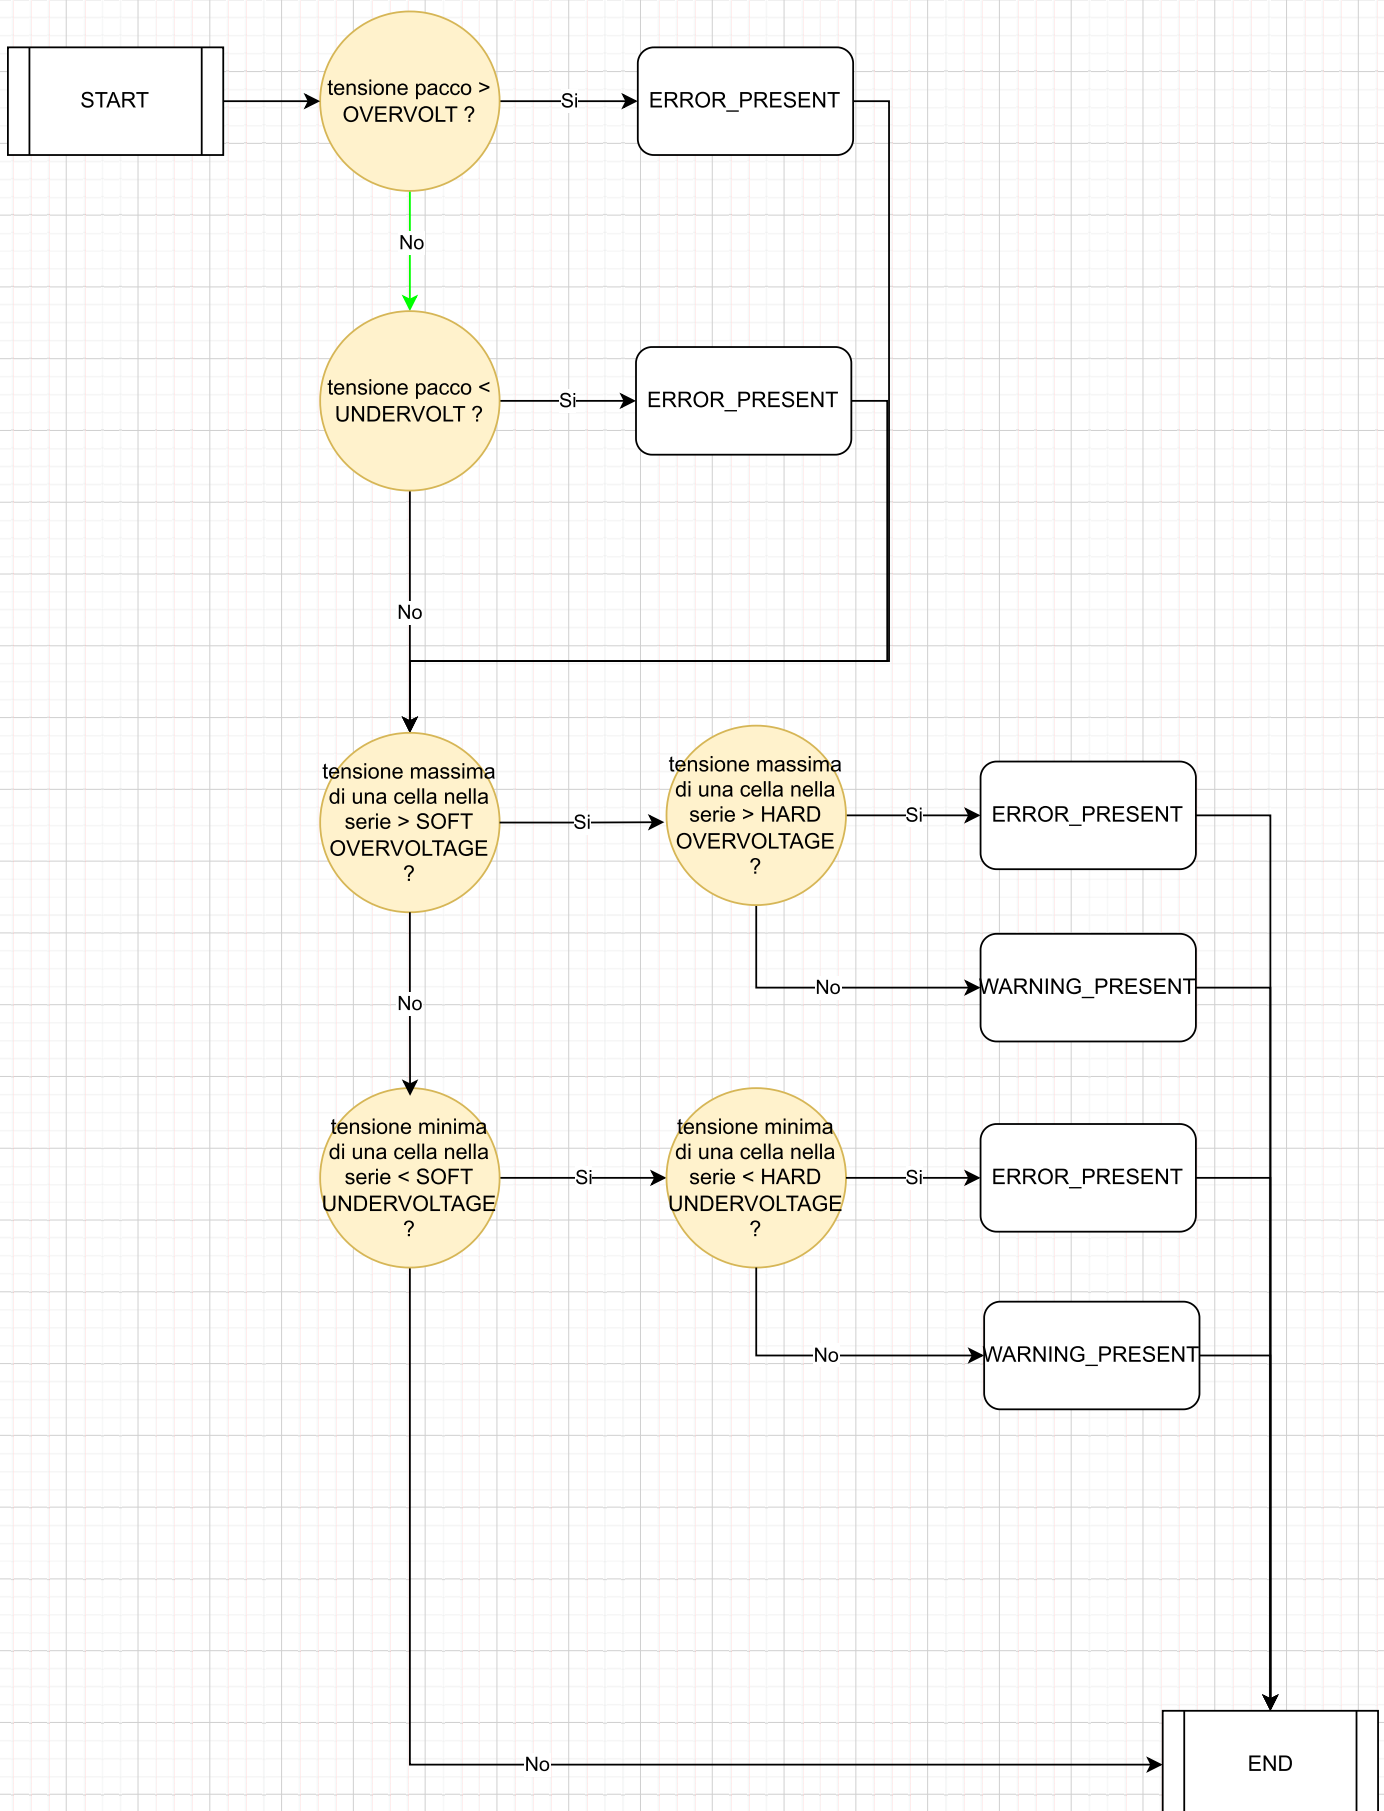 START
tensione pacco >
OVERVOLT ?
Si
ERROR_PRESENT
No
tensione pacco <
UNDERVOLT ?
Si
ERROR_PRESENT
No
tensione massima
di una cella nella
serie > SOFT
OVERVOLTAGE
?
Si
tensione massima
di una cella nella
serie > HARD
OVERVOLTAGE
?
Si
ERROR_PRESENT
No
WARNING_PRESENT
No
tensione minima
di una cella nella
serie < SOFT
UNDERVOLTAGE
?
Si
tensione minima
di una cella nella
serie < HARD
UNDERVOLTAGE
?
Si
ERROR_PRESENT
No
WARNING_PRESENT
No
END